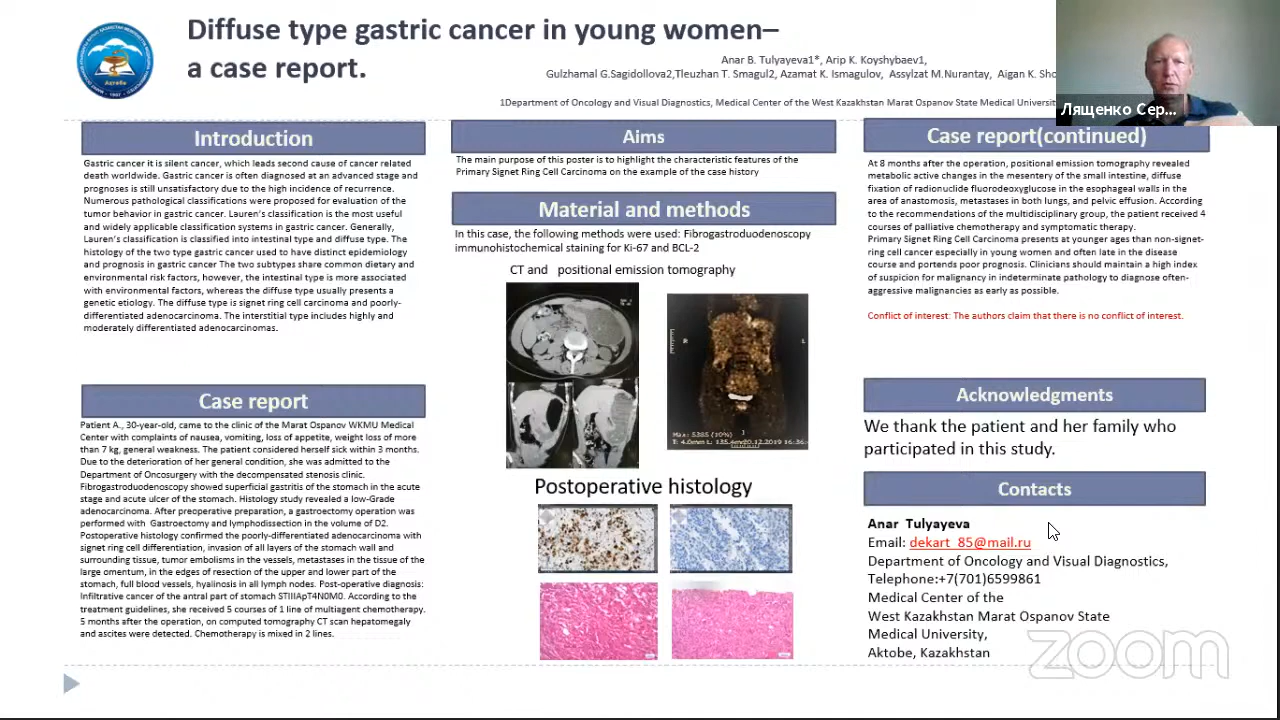 Diffuse type gastric cancer in young women–
a case report.
Anar B. Tulyayeva1*, Arip K. Koyshybaev1,
Gulzhamal G.Sagidollova2,Tleuzhan T. Smagul2, Azamat K. Ismagulov, Assylzat M.Nurantay, Aigan K. Sho
1Department of Oncology and Visual Diagnostics, Medical Center of the West Kazakhstan Marat Ospanov State Medical Universit
Лященко Сер...
Introduction
Gastric cancer it is silent cancer, which leads second cause of cancer related
death worldwide. Gastric cancer is often diagnosed at an advanced stage and
prognoses is still unsatisfactory due to the high incidence of recurrence.
Numerous pathological classifications were proposed for evaluation of the
tumor behavior in gastric cancer. Lauren's classification is the most useful
and widely applicable classification systems in gastric cancer. Generally,
Lauren's classification is classified into intestinal type and diffuse type. The
histology of the two type gastric cancer used to have distinct epidemiology
and prognosis in gastric cancer The two subtypes share common dietary and
environmental risk factors, however, the intestinal type is more associated
with environmental factors, whereas the diffuse type usually presents a
genetic etiology. The diffuse type is signet ring cell carcinoma and poorly-
differentiated adenocarcinoma. The interstitial type includes highly and
moderately differentiated adenocarcinomas.
Case report
Patient A., 30-year-old, came to the clinic of the Marat Ospanov WKMU Medical
Center with complaints of nausea, vomiting, loss of appetite, weight loss of more
than 7 kg, general weakness. The patient considered herself sick within 3 months.
Due to the deterioration of her general condition, she was admitted to the
Department of Oncosurgery with the decompensated stenosis clinic.
Fibrogastroduodenoscopy showed superficial gastritis of the stomach in the acute
stage and acute ulcer of the stomach. Histology study revealed a low-Grade
adenocarcinoma. After preoperative preparation, a gastroectomy operation was
performed with Gastroectomy and lymphodissection in the volume of D2.
Postoperative histology confirmed the poorly-differentiated adenocarcinoma with
signet ring cell differentiation, invasion of all layers of the stomach wall and
surrounding tissue, tumor embolisms in the vessels, metastases in the tissue of the
large omentum, in the edges of resection of the upper and lower part of the
stomach, full blood vessels, hyalinosis in all lymph nodes. Post-operative diagnosis:
Infiltrative cancer of the antral part of stomach STIIIApT4N0M0. According to the
treatment guidelines, she received 5 courses of 1 line of multiagent chemotherapy.
5 months after the operation, on computed tomography CT scan hepatomegaly
and ascites were detected. Chemotherapy is mixed in 2 lines.
Aims
The main purpose of this poster is to highlight the characteristic features of the
Primary Signet Ring Cell Carcinoma on the example of the case history
Material and methods
In this case, the following methods were used: Fibrogastroduodenoscopy
immunohistochemical staining for Ki-67 and BCL-2
CT and positional emission tomography
R
L
Postoperative histology
Case report(continued)
At 8 months after the operation, positional emission tomography revealed
metabolic active changes in the mesentery of the small intestine, diffuse
fixation of radionuclide fluorodeoxyglucose in the esophageal walls in the
area of anastomosis, metastases in both lungs, and pelvic effusion. According
to the recommendations of the multidisciplinary group, the patient received 4
courses of palliative chemotherapy and symptomatic therapy.
Primary Signet Ring Cell Carcinoma presents at younger ages than non-signet-
ring cell cancer especially in young women and often late in the disease
course and portends poor prognosis. Clinicians should maintain a high index
of suspicion for malignancy in indeterminate pathology to diagnose often-
aggressive malignancies as early as possible.
Conflict of interest: The authors claim that there is no conflict of interest.
Acknowledgments
We thank the patient and her family who
participated in this study.
Contacts
Anar Tulyayeva
Email: dekart_85@mail.ru
Department of Oncology and Visual Diagnostics,
Telephone:+7(701)6599861
Medical Center of the
West Kazakhstan Marat Ospanov State
Medical University,
Aktobe, Kazakhstan
zoom